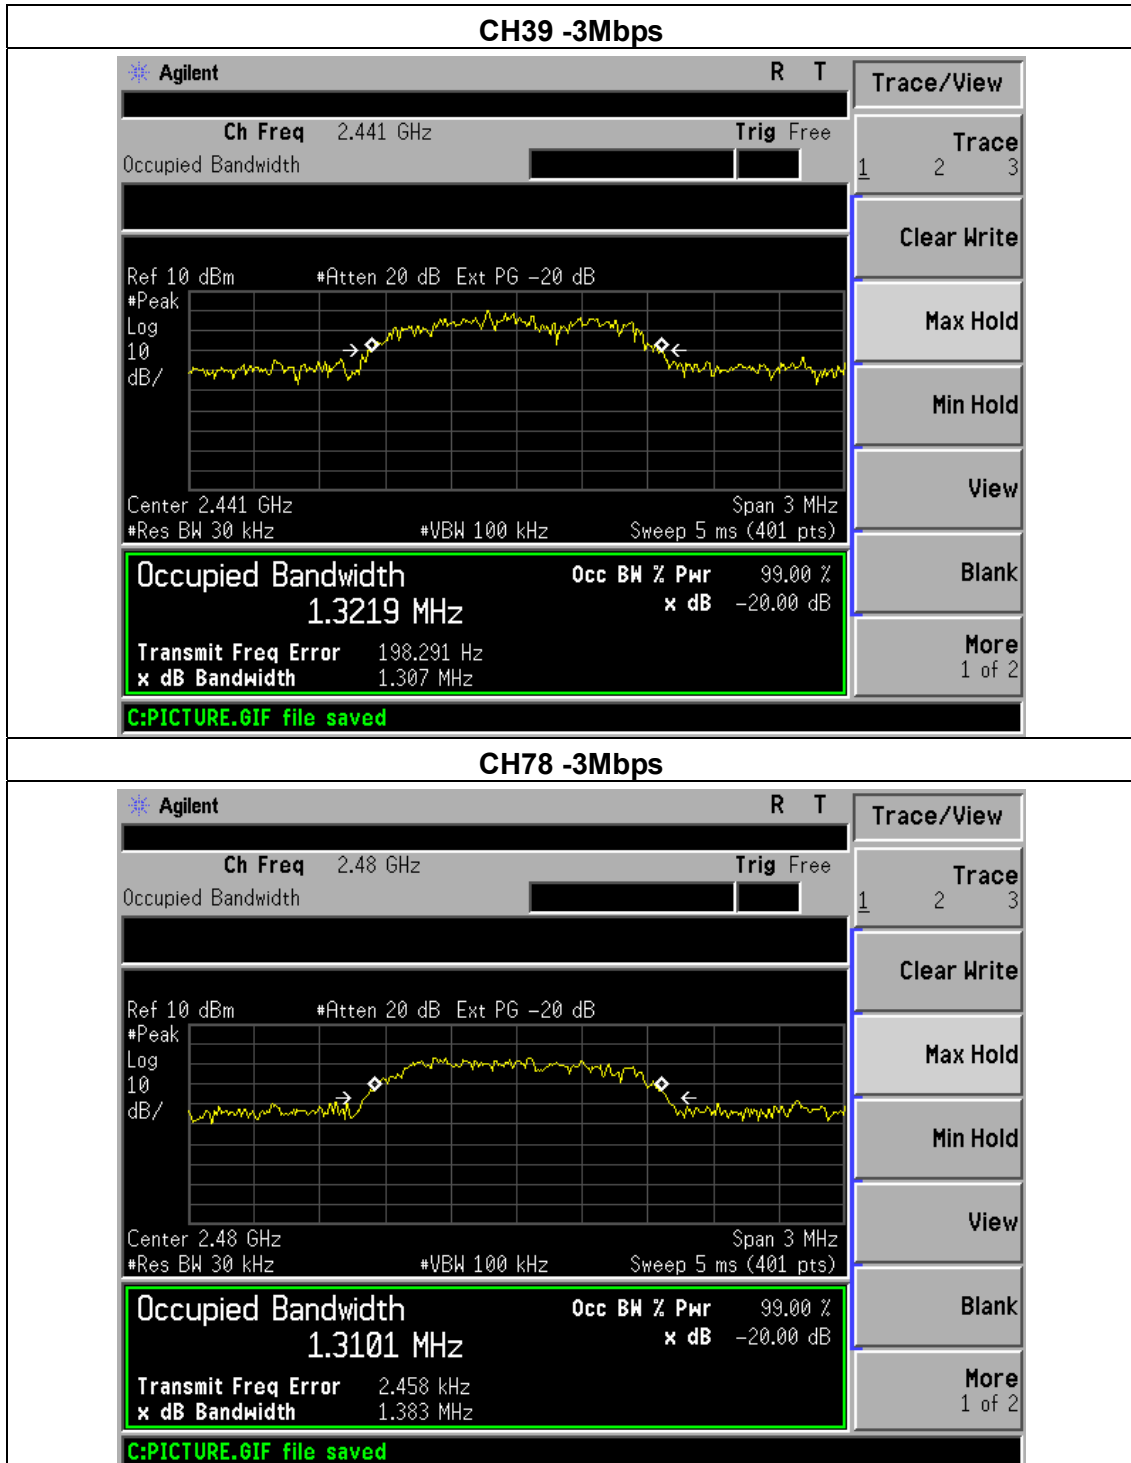 CH39 -3Mbps
Agilent R T
Trace/View
Ch Freq 2.441 GHz Trig Free
Occupied Bandwidth
Trace
1 2 3
Clear Write
Ref 10 dBm #Atten 20 dB Ext PG -20 dB
#Peak
Log
10
dB/
Max Hold
Min Hold
View
Center 2.441 GHz Span 3 MHz
#Res BW 30 kHz #VBW 100 kHz Sweep 5 ms (401 pts)
Occupied Bandwidth Occ BW % Pwr 99.00 %
1.3219 MHz x dB -20.00 dB
Blank
Transmit Freq Error 198.291 Hz
x dB Bandwidth 1.307 MHz
More
1 of 2
C:PICTURE.GIF file saved
CH78 -3Mbps
Agilent R T
Trace/View
Ch Freq 2.48 GHz Trig Free
Occupied Bandwidth
Trace
1 2 3
Clear Write
Ref 10 dBm #Atten 20 dB Ext PG -20 dB
#Peak
Log
10
dB/
Max Hold
Min Hold
View
Center 2.48 GHz Span 3 MHz
#Res BW 30 kHz #VBW 100 kHz Sweep 5 ms (401 pts)
Occupied Bandwidth Occ BW % Pwr 99.00 %
1.3101 MHz x dB -20.00 dB
Blank
Transmit Freq Error 2.458 kHz
x dB Bandwidth 1.383 MHz
More
1 of 2
C:PICTURE.GIF file saved